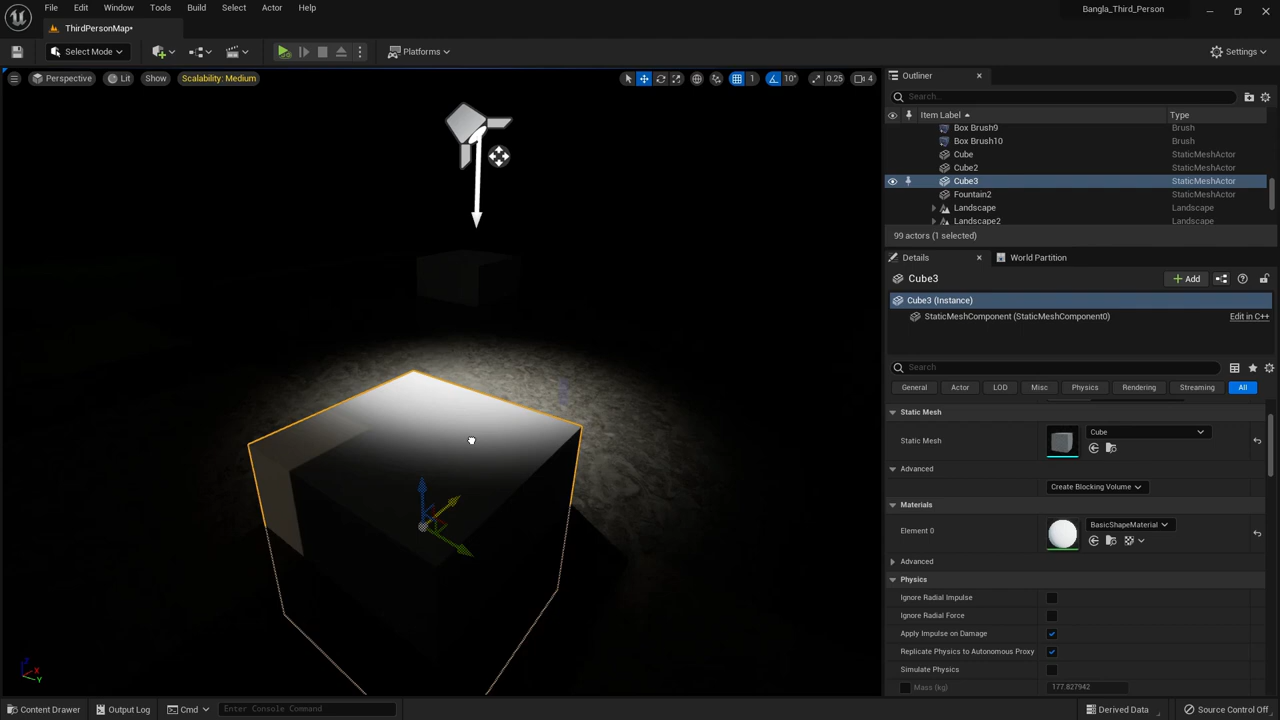 File Edit Window Tools Build Select Actor Help
Bangla_Third_Person
ThirdPersonMap*
Select Mode
Platforms
Settings
Perspective Lit Show Scalability: Medium
1 10° 0.25 4
Outliner
Search...
Item Label Type
Box Brush9 Brush
Box Brush10 Brush
Cube StaticMeshActor
Cube2 StaticMeshActor
Cube3 StaticMeshActor
Fountain2 StaticMeshActor
Landscape Landscape
Landscape2 Landscape
99 actors (1 selected)
Details World Partition
Cube3 + Add
Cube3 (Instance)
StaticMeshComponent (StaticMeshComponent0) Edit in C++
Search
General Actor LOD Misc Physics Rendering Streaming All
Static Mesh
Static Mesh Cube
Advanced
Create Blocking Volume
Materials
Element 0 BasicShapeMaterial
Advanced
Physics
Ignore Radial Impulse
Ignore Radial Force
Apply Impulse on Damage
Replicate Physics to Autonomous Proxy
Simulate Physics
Mass (kg) 177.827942
Z X Y
Content Drawer Output Log Cmd Enter Console Command Derived Data Source Control Off